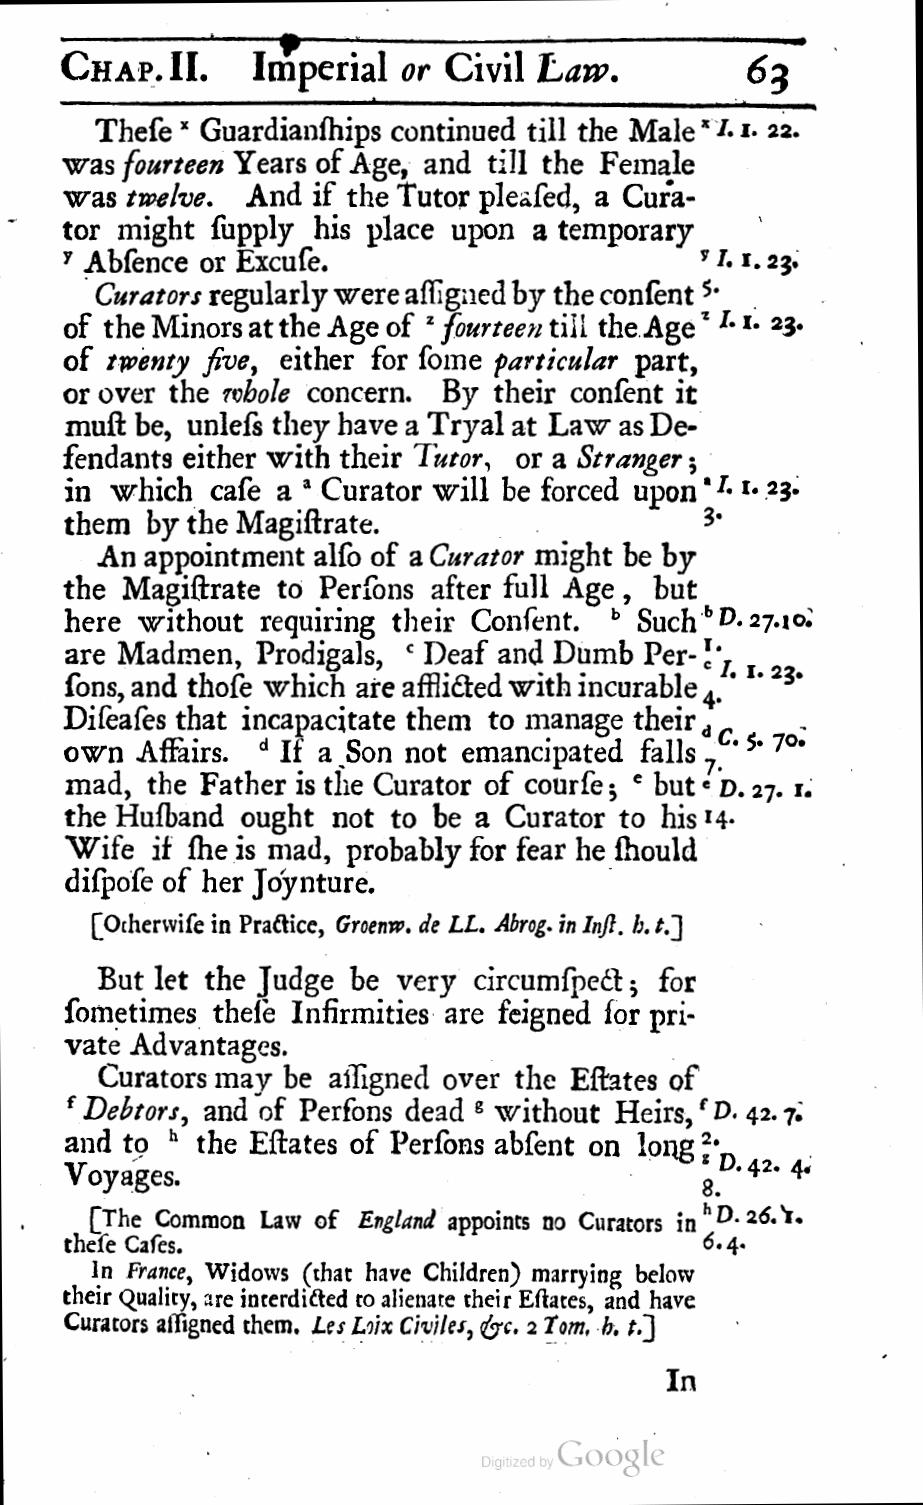 CHAP. II. Imperial or Civil Law. 63
Theſe ˣ Guardianſhips continued till the Male ˣ I. 1. 22.
was fourteen Years of Age, and till the Female
was twelve. And if the Tutor pleaſed, a Cura-
tor might ſupply his place upon a temporary
ʸ Abſence or Excuſe. ʸ I. 1. 23.
Curators regularly were aſſigned by the conſent 5.
of the Minors at the Age of ᶻ fourteen till the Age ᶻ I. 1. 23.
of twenty five, either for ſome particular part,
or over the whole concern. By their conſent it
muſt be, unleſs they have a Tryal at Law as De-
fendants either with their Tutor, or a Stranger;
in which caſe a ᵃ Curator will be forced upon ᵃ I. 1. 23.
them by the Magiſtrate. 3.
An appointment alſo of a Curator might be by
the Magiſtrate to Perſons after full Age, but
here without requiring their Conſent. ᵇ Such ᵇ D. 27. 10.
are Madmen, Prodigals, ᶜ Deaf and Dumb Per- 1.
ſons, and thoſe which are afflicted with incurable ᶜ I. 1. 23.
4.
Diſeaſes that incapacitate them to manage their
own Affairs. ᵈ If a Son not emancipated falls ᵈ C. 5. 70.
7.
mad, the Father is the Curator of courſe; ᵉ but ᵉ D. 27. 1.
the Huſband ought not to be a Curator to his 14.
Wife if ſhe is mad, probably for fear he ſhould
diſpoſe of her Joynture.
[Otherwiſe in Practice, Groenw. de LL. Abrog. in Inſt. h. t.]
But let the Judge be very circumſpect; for
ſometimes theſe Infirmities are feigned for pri-
vate Advantages.
Curators may be aſſigned over the Eſtates of
ᶠ Debtors, and of Perſons dead ᵍ without Heirs, ᶠ D. 42. 7.
and to ʰ the Eſtates of Perſons abſent on long 2.
ᵍ D. 42. 4.
Voyages. 8.
[The Common Law of England appoints no Curators in ʰ D. 26. 1.
theſe Caſes. 6. 4.
In France, Widows (that have Children) marrying below
their Quality, are interdicted to alienate their Eſtates, and have
Curators aſſigned them. Les Loix Civiles, &c. 2 Tom. h. t.]
In
Digitized by Google